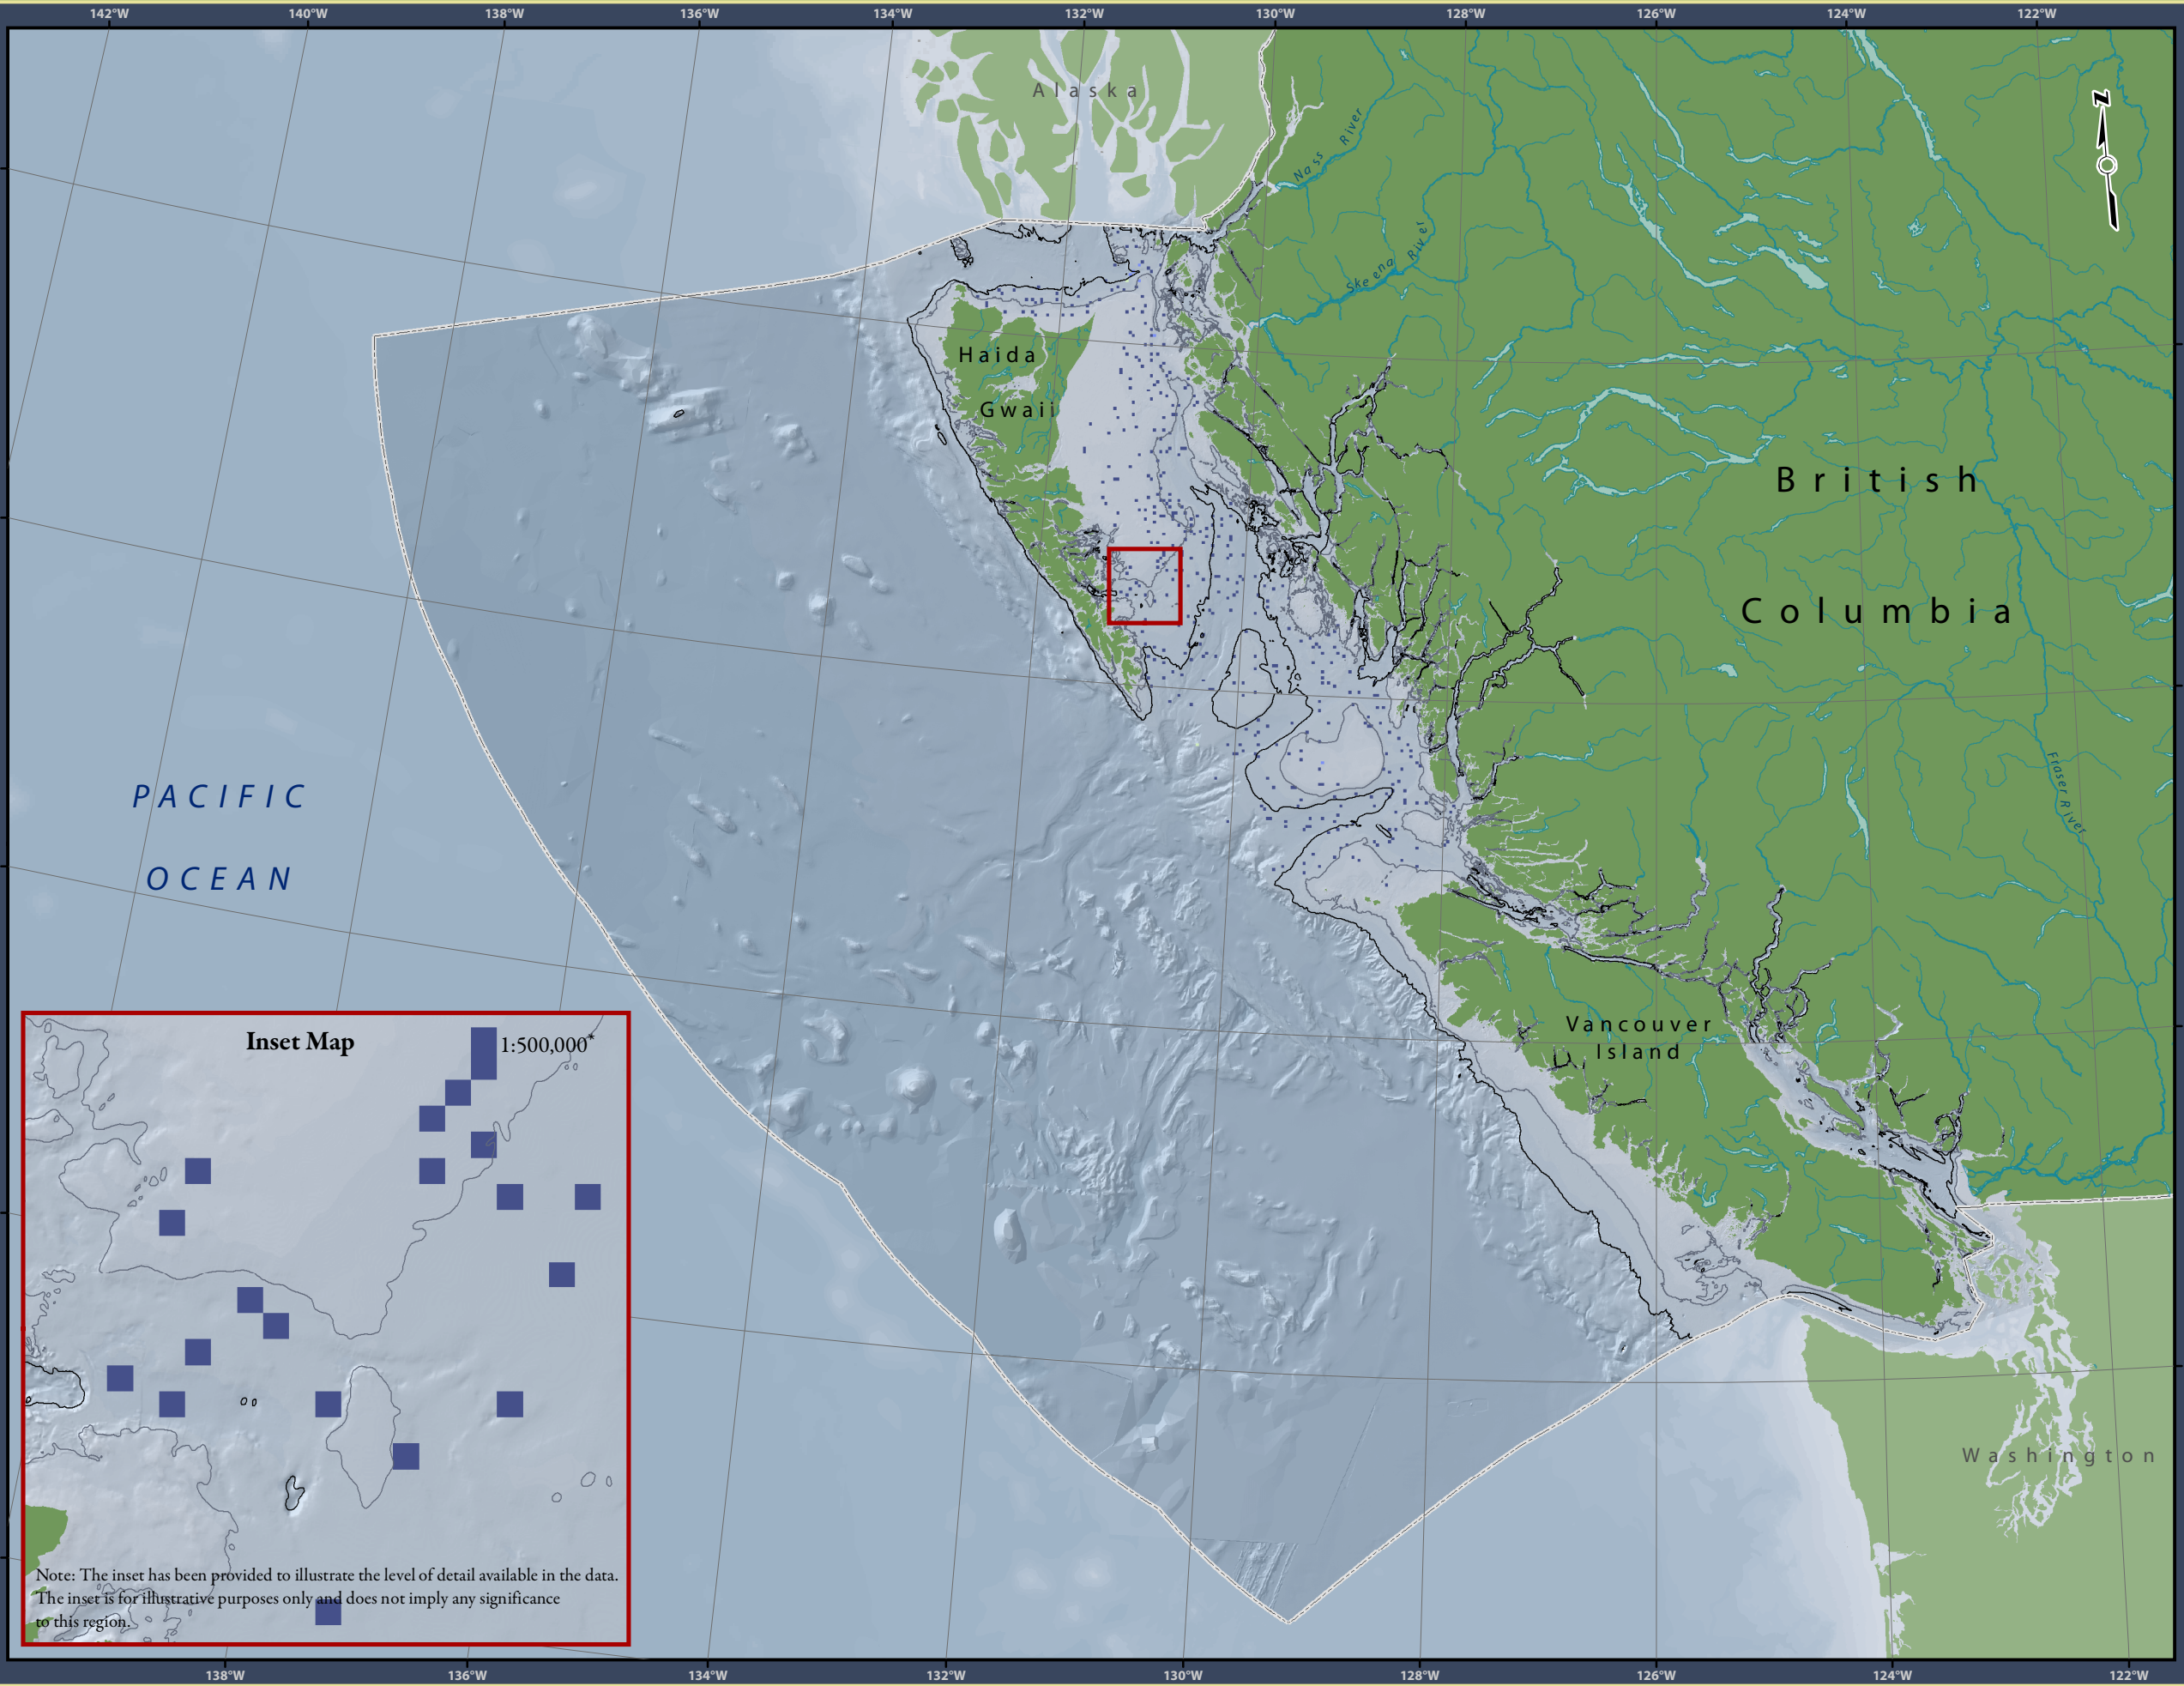 142°W 140°W 138°W 136°W 134°W 132°W 130°W 128°W 126°W 124°W 122°W
Alaska
N
Nass River
Skeena River
Haida
Gwaii
British
Columbia
Fraser River
PACIFIC
OCEAN
Vancouver
Island
Washington
Inset Map
1:500,000*
Note: The inset has been provided to illustrate the level of detail available in the data.
The inset is for illustrative purposes only and does not imply any significance
to this region.
138°W 136°W 134°W 132°W 130°W 128°W 126°W 124°W 122°W